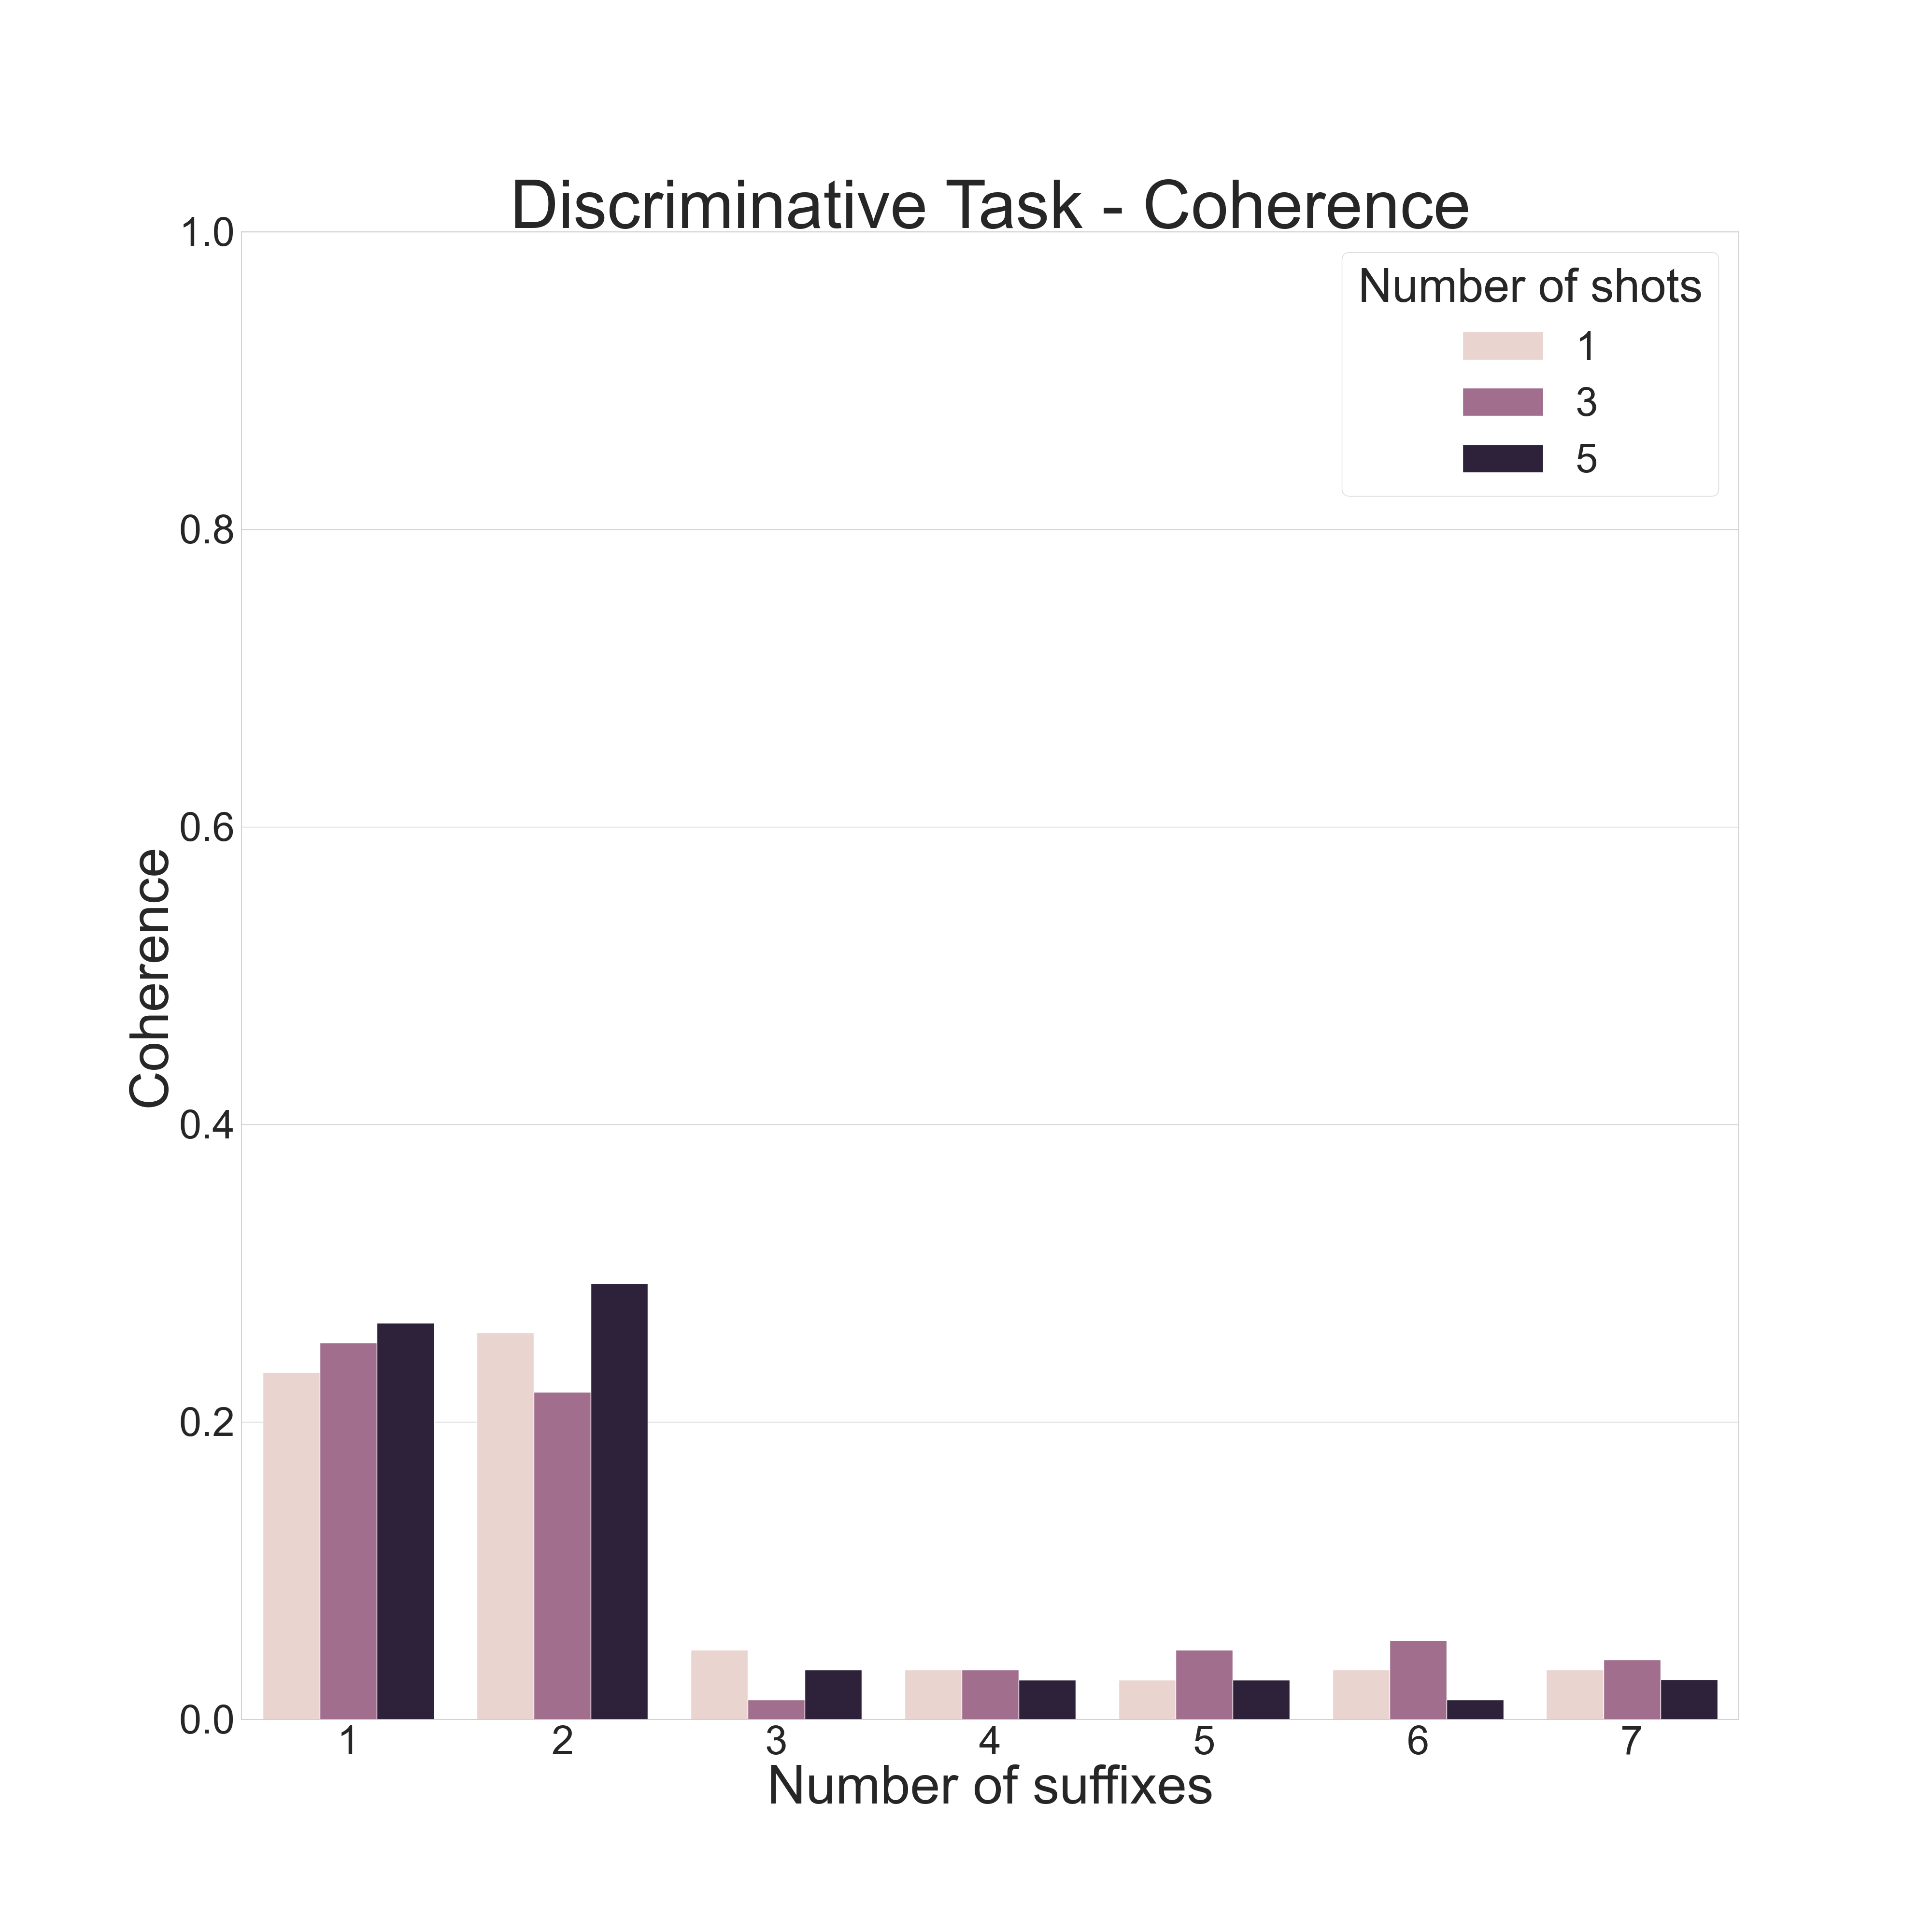 Discriminative Task - Coherence
1.0
0.8
0.6
0.4
0.2
0.0
Coherence
Number of shots
1
3
5
1 2 3 4 5 6 7
Number of suffixes